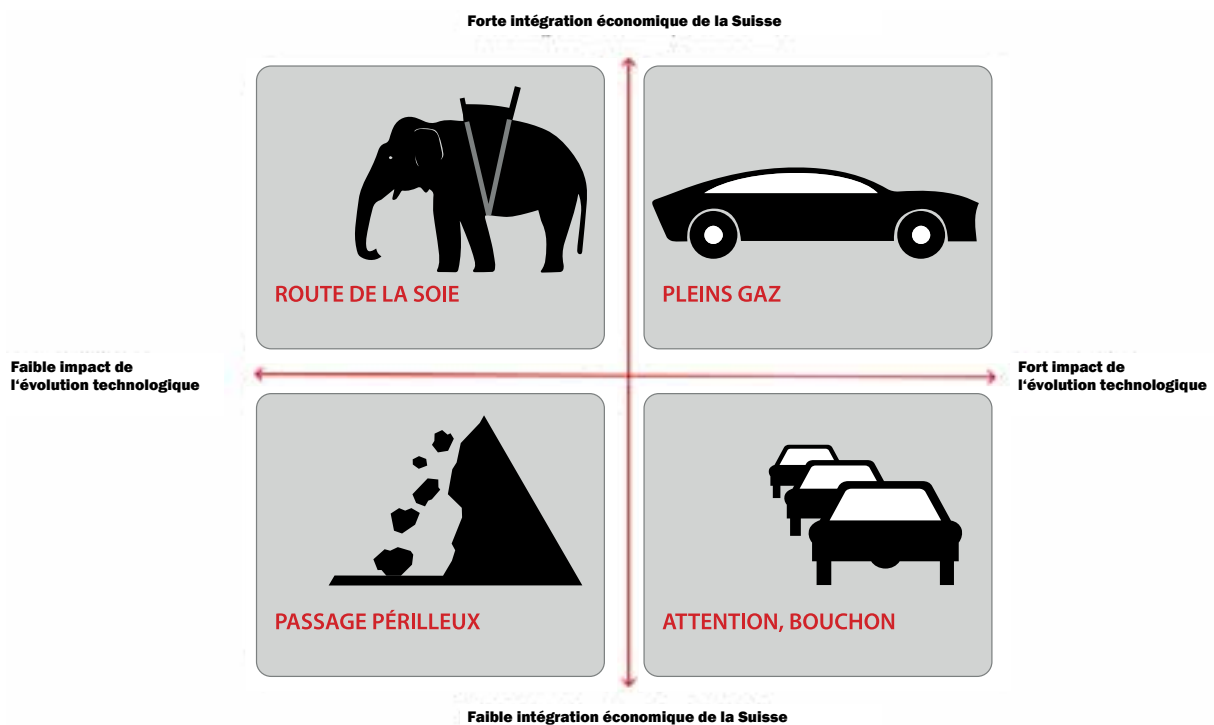 Forte intégration économique de la Suisse
ROUTE DE LA SOIE
PLEINS GAZ
Faible impact de
l‘évolution technologique
Fort impact de
l‘évolution technologique
PASSAGE PÉRILLEUX
ATTENTION, BOUCHON
Faible intégration économique de la Suisse